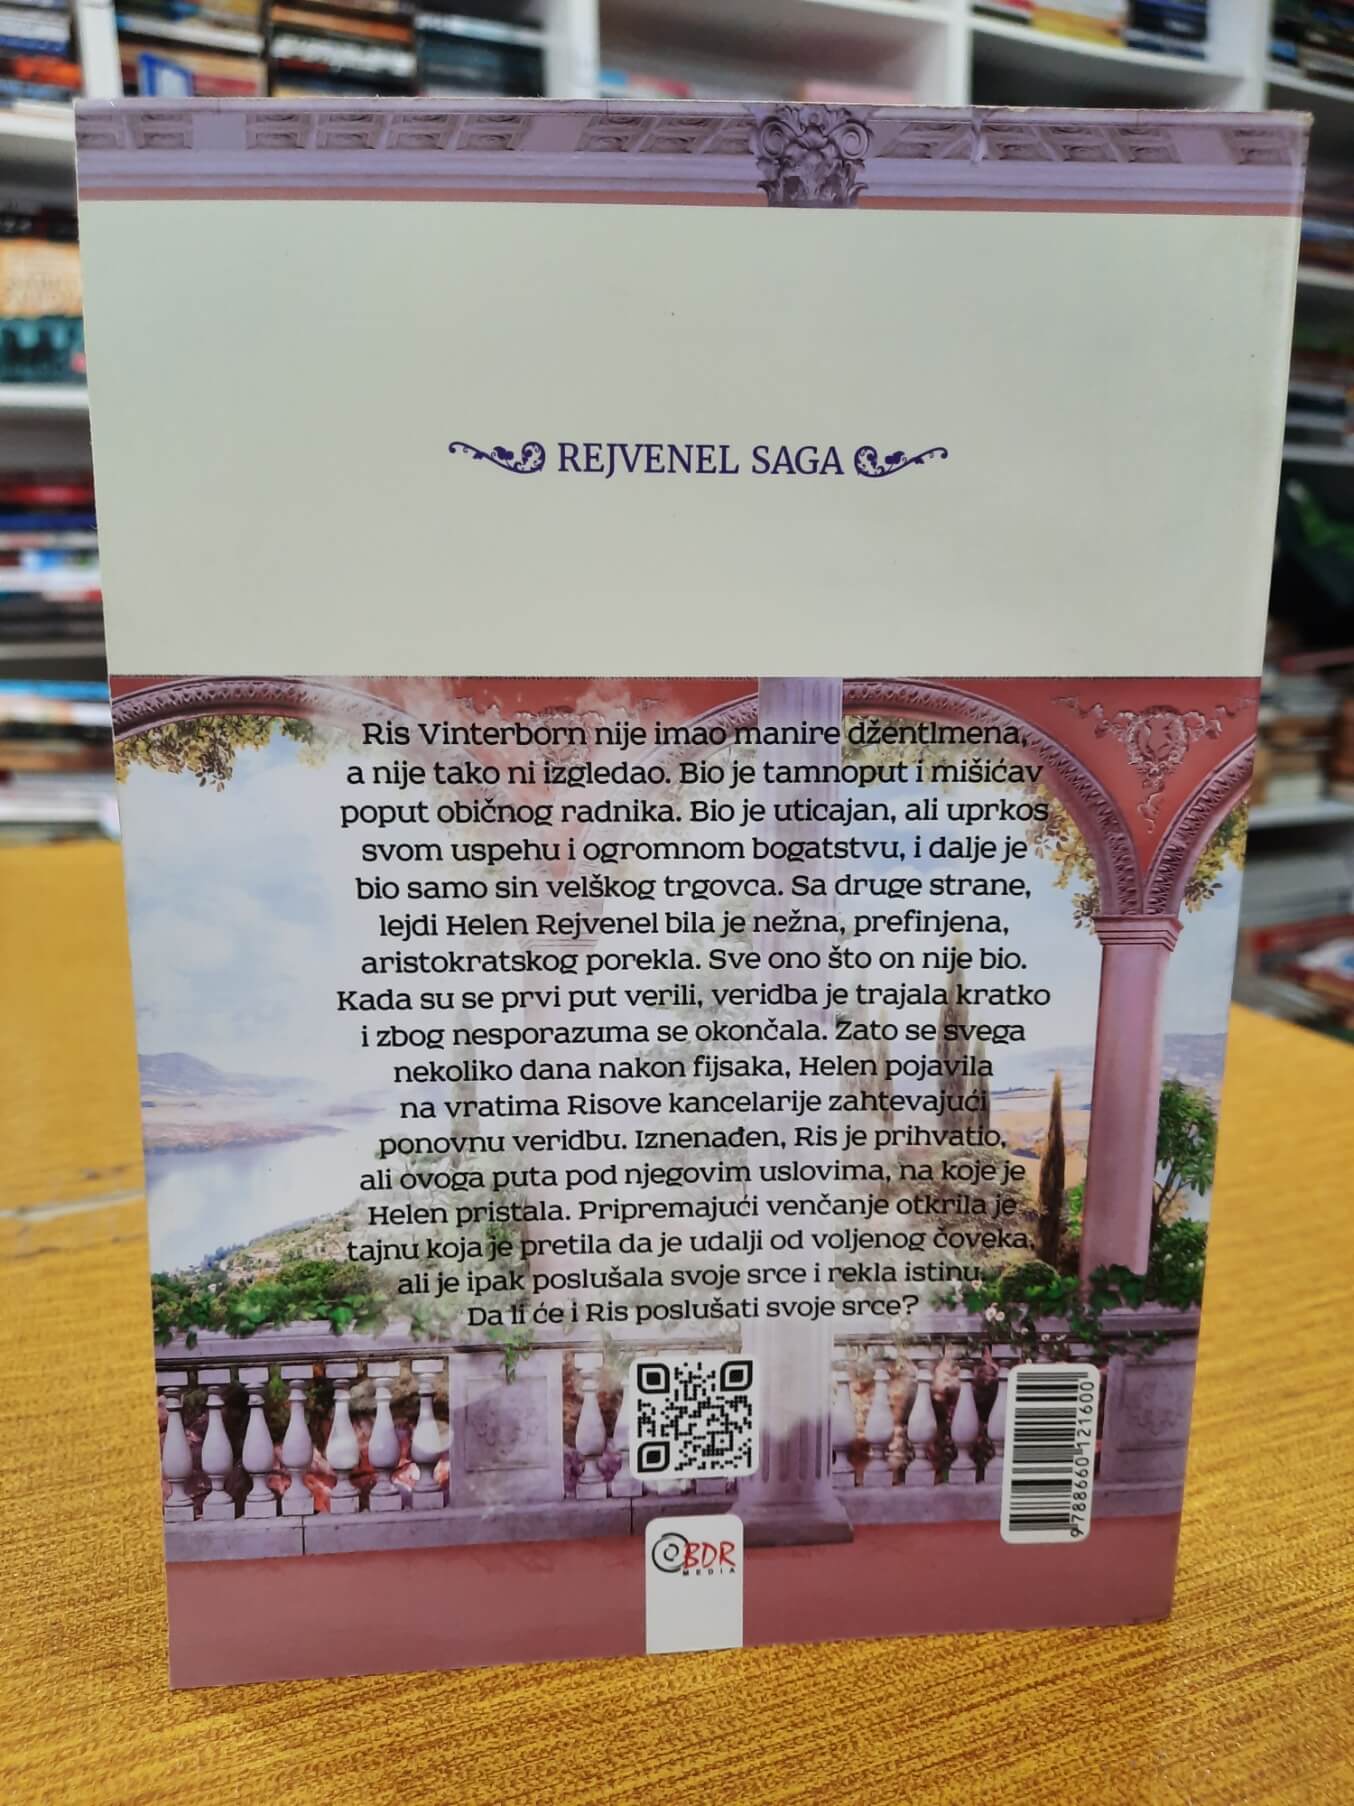 REJVENEL SAGA
Ris Vinterborn nije imao manire džentlmena,
a nije tako ni izgledao. Bio je tamnoput i mišićav
poput običnog radnika. Bio je uticajan, ali uprkos
svom uspehu i ogromnom bogatstvu, i dalje je
bio samo sin velškog trgovca. Sa druge strane,
lejdi Helen Rejvenel bila je nežna, prefinjena,
aristokratskog porekla. Sve ono što on nije bio.
Kada su se prvi put verili, veridba je trajala kratko
i zbog nesporazuma se okončala. Zato se svega
nekoliko dana nakon fijsaka, Helen pojavila
na vratima Risove kancelarije zahtevajući
ponovnu veridbu. Iznenađen, Ris je prihvatio,
ali ovoga puta pod njegovim uslovima, na koje je
Helen pristala. Pripremajući venčanje otkrila je
tajnu koja je pretila da je udalji od voljenog čoveka,
ali je ipak poslušala svoje srce i rekla istinu.
Da li će i Ris poslušati svoje srce?
9788660121600
BDR
MEDIA